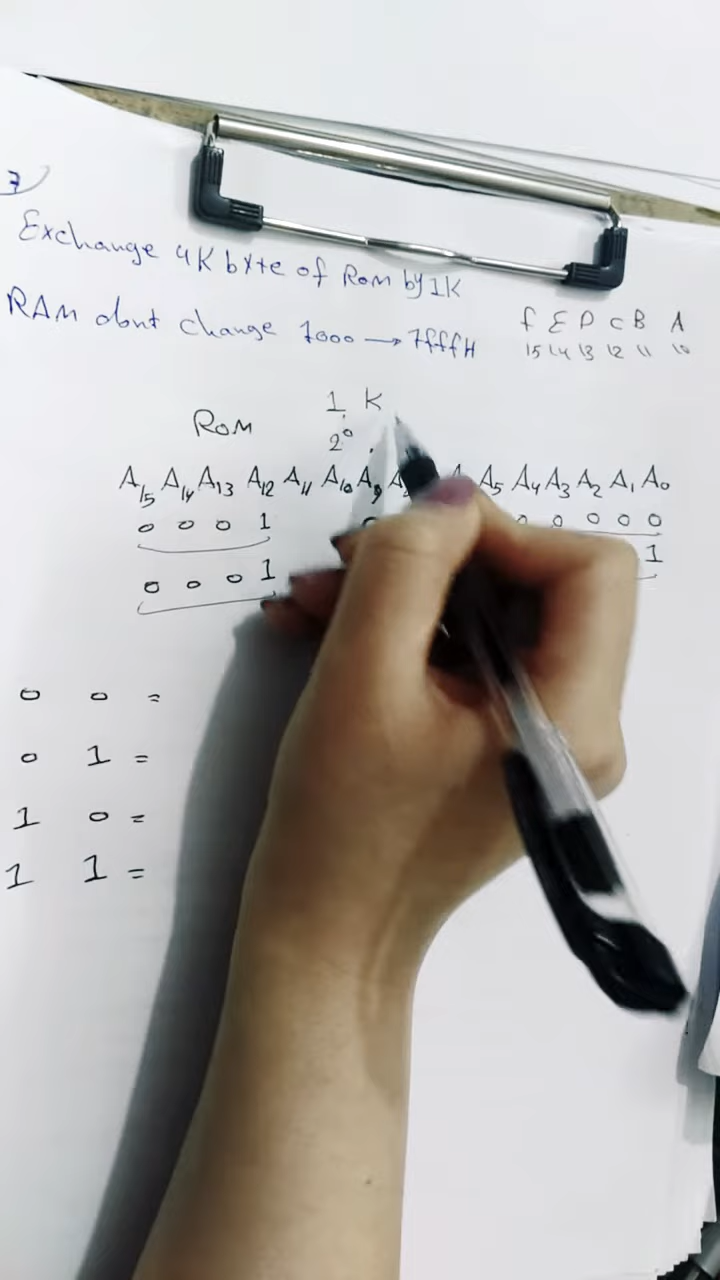 7)
Exchange 4K byte of Rom by 1K
RAM dont change 1000 → 7fffH
f E D C B A
15 14 13 12 11 10
1 K
Rom
2⁰
A15 A14 A13 A12 A11 A10 A9 A5 A4 A3 A2 A1 A0
0 0 0 1 0 0 0 0 0
1
0 0 0 1
0 0 =
0 1 =
1 0 =
1 1 =